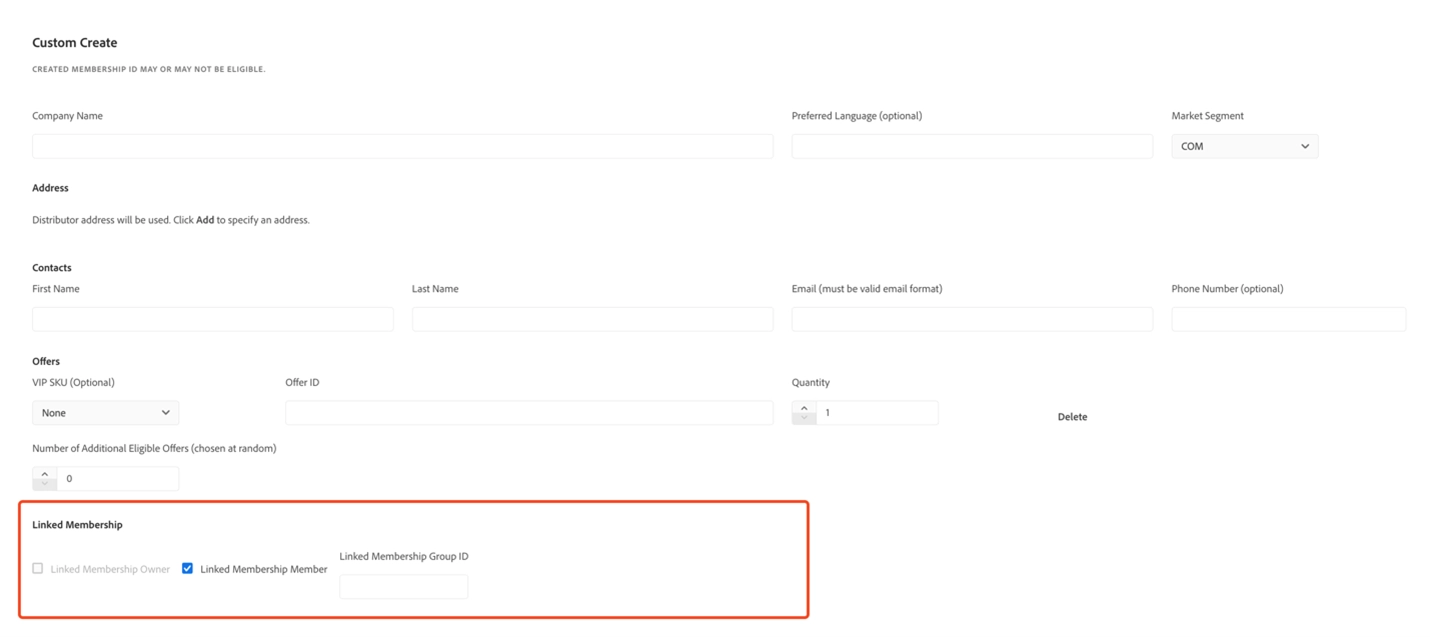 Custom Create
CREATED MEMBERSHIP ID MAY OR MAY NOT BE ELIGIBLE.
Company Name
Preferred Language (optional)
Market Segment
COM
Address
Distributor address will be used. Click Add to specify an address.
Contacts
First Name
Last Name
Email (must be valid email format)
Phone Number (optional)
Offers
VIP SKU (Optional)
Offer ID
Quantity
None
1
Delete
Number of Additional Eligible Offers (chosen at random)
0
Linked Membership
Linked Membership Group ID
Linked Membership Owner
Linked Membership Member